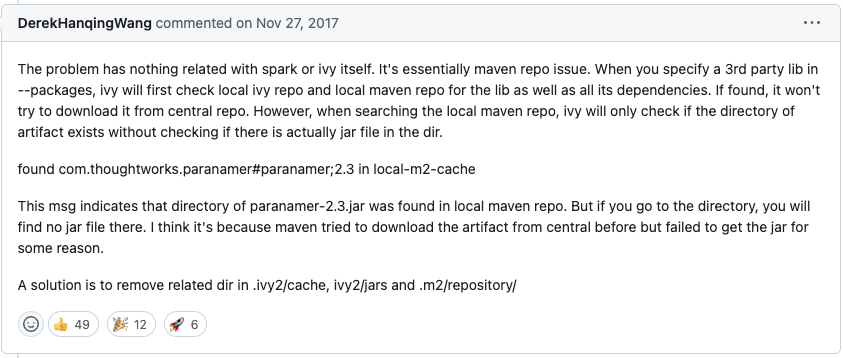 DerekHanqingWang commented on Nov 27, 2017
The problem has nothing related with spark or ivy itself. It's essentially maven repo issue. When you specify a 3rd party lib in
--packages, ivy will first check local ivy repo and local maven repo for the lib as well as all its dependencies. If found, it won't
try to download it from central repo. However, when searching the local maven repo, ivy will only check if the directory of
artifact exists without checking if there is actually jar file in the dir.
found com.thoughtworks.paranamer#paranamer;2.3 in local-m2-cache
This msg indicates that directory of paranamer-2.3.jar was found in local maven repo. But if you go to the directory, you will
find no jar file there. I think it's because maven tried to download the artifact from central before but failed to get the jar for
some reason.
A solution is to remove related dir in .ivy2/cache, ivy2/jars and .m2/repository/
👍 49 🎉 12 🚀 6